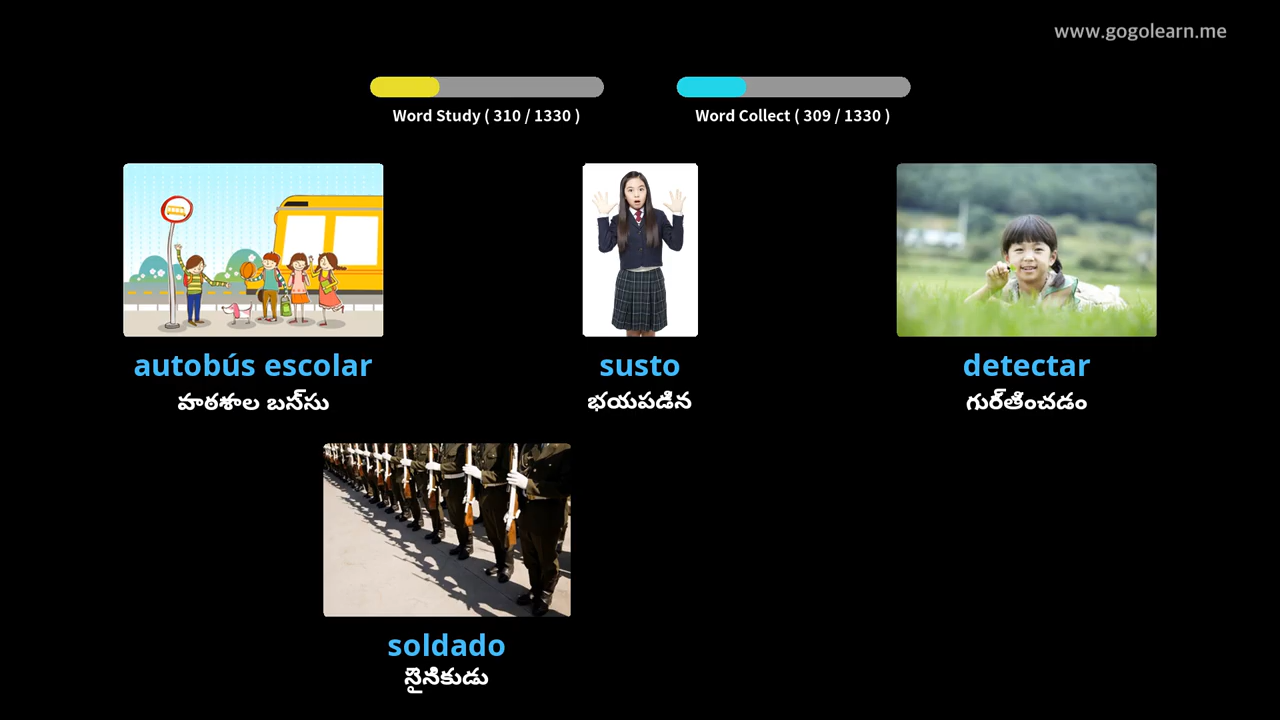 www.gogolearn.me
Word Study ( 310 / 1330 )
Word Collect ( 309 / 1330 )
autobús escolar
susto
detectar
పాఠశాల బస్‌సు
భయపడిన
గుర్‌తించడం
soldado
సైనికుడు